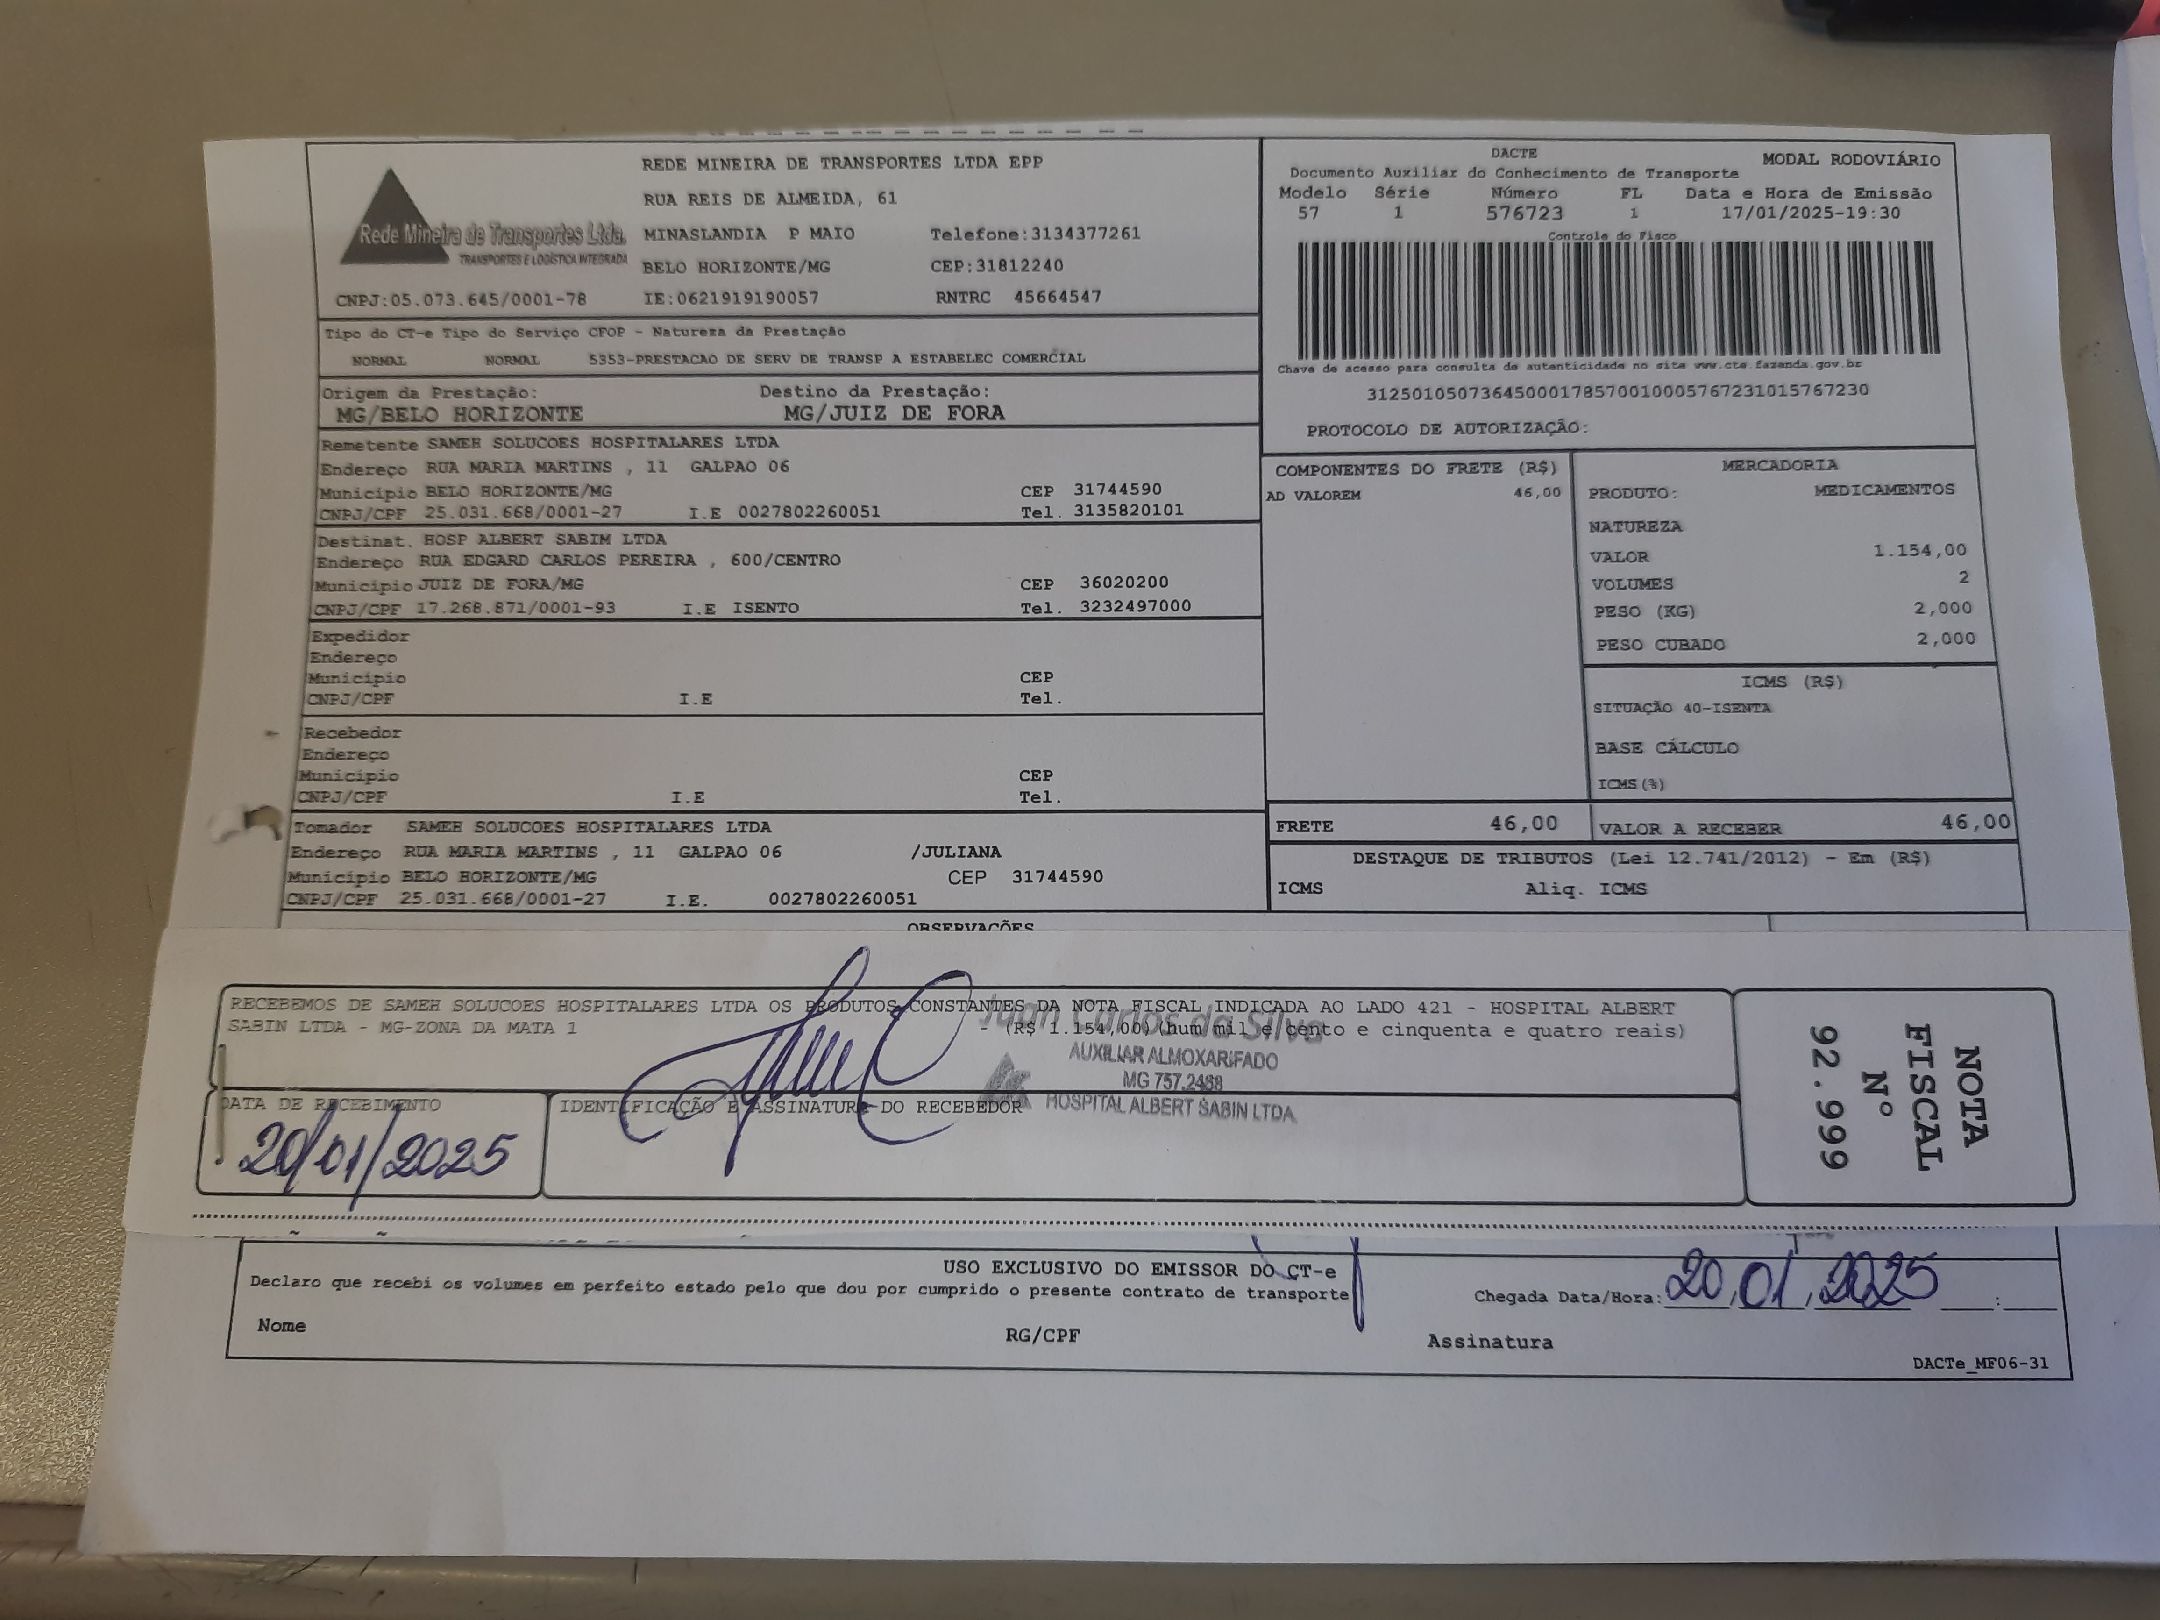 REDE MINEIRA DE TRANSPORTES LTDA EPP
RUA REIS DE ALMEIDA, 61
Rede Mineira de Transportes Ltda.
TRANSPORTES E LOGÍSTICA INTEGRADA
MINASLANDIA P MAIO Telefone:3134377261
BELO HORIZONTE/MG CEP:31812240
CNPJ:05.073.645/0001-78 IE:0621919190057 RNTRC 45664547
DACTE MODAL RODOVIÁRIO
Documento Auxiliar do Conhecimento de Transporte
Modelo Série Número FL Data e Hora de Emissão
57 1 576723 1 17/01/2025-19:30
Controle do Fisco
Chave de acesso para consulta de autenticidade no site www.cte.fazenda.gov.br
31250105073645000178570010005767231015767230
PROTOCOLO DE AUTORIZAÇÃO:
Tipo do CT-e Tipo do Serviço CFOP - Natureza da Prestação
NORMAL NORMAL 5353-PRESTACAO DE SERV DE TRANSP A ESTABELEC COMERCIAL
Origem da Prestação: Destino da Prestação:
MG/BELO HORIZONTE MG/JUIZ DE FORA
Remetente SAMEH SOLUCOES HOSPITALARES LTDA
Endereço RUA MARIA MARTINS , 11 GALPAO 06
Município BELO HORIZONTE/MG CEP 31744590
CNPJ/CPF 25.031.668/0001-27 I.E 0027802260051 Tel. 3135820101
Destinat. HOSP ALBERT SABIM LTDA
Endereço RUA EDGARD CARLOS PEREIRA , 600/CENTRO
Município JUIZ DE FORA/MG CEP 36020200
CNPJ/CPF 17.268.871/0001-93 I.E ISENTO Tel. 3232497000
Expedidor
Endereço
Município CEP
CNPJ/CPF I.E Tel.
Recebedor
Endereço
Município CEP
CNPJ/CPF I.E Tel.
Tomador SAMEH SOLUCOES HOSPITALARES LTDA
Endereço RUA MARIA MARTINS , 11 GALPAO 06 /JULIANA
Município BELO HORIZONTE/MG CEP 31744590
CNPJ/CPF 25.031.668/0001-27 I.E. 0027802260051
COMPONENTES DO FRETE (R$)
AD VALOREM 46,00
MERCADORIA
PRODUTO: MEDICAMENTOS
NATUREZA
VALOR 1.154,00
VOLUMES 2
PESO (KG) 2,000
PESO CUBADO 2,000
ICMS (R$)
SITUAÇÃO 40-ISENTA
BASE CÁLCULO
ICMS(%)
FRETE 46,00 VALOR A RECEBER 46,00
DESTAQUE DE TRIBUTOS (Lei 12.741/2012) - Em (R$)
ICMS Aliq. ICMS
OBSERVAÇÕES
RECEBEMOS DE SAMEH SOLUCOES HOSPITALARES LTDA OS PRODUTOS CONSTANTES DA NOTA FISCAL INDICADA AO LADO 421 - HOSPITAL ALBERT
SABIN LTDA - MG-ZONA DA MATA 1 - (R$ 1.154,00) (hum mil e cento e cinquenta e quatro reais)
Juan Carlos da Silva
AUXILIAR ALMOXARIFADO
MG 757.2488
HOSPITAL ALBERT SABIN LTDA.
DATA DE RECEBIMENTO IDENTIFICAÇÃO E ASSINATURA DO RECEBEDOR
20/01/2025
NOTA
FISCAL
Nº
92.999
USO EXCLUSIVO DO EMISSOR DO CT-e
Declaro que recebi os volumes em perfeito estado pelo que dou por cumprido o presente contrato de transporte
Chegada Data/Hora: 20,01,2025 :
Nome RG/CPF Assinatura
DACTe_MF06-31